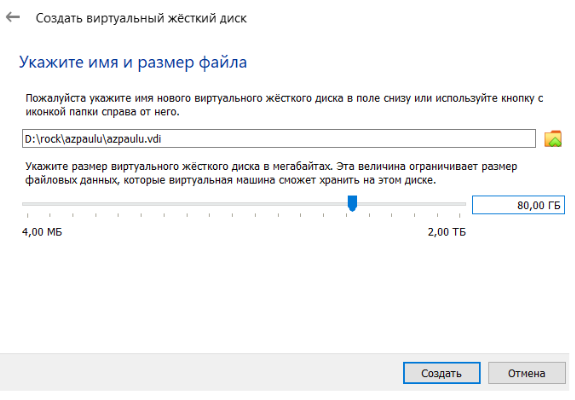 Создать виртуальный жёсткий диск
Укажите имя и размер файла
Пожалуйста укажите имя нового виртуального жёсткого диска в поле снизу или используйте кнопку с
иконкой папки справа от него.
D:\rock\azpaulu\azpaulu.vdi
Укажите размер виртуального жёсткого диска в мегабайтах. Эта величина ограничивает размер
файловых данных, которые виртуальная машина сможет хранить на этом диске.
80,00 ГБ
4,00 МБ
2,00 ТБ
Создать
Отмена